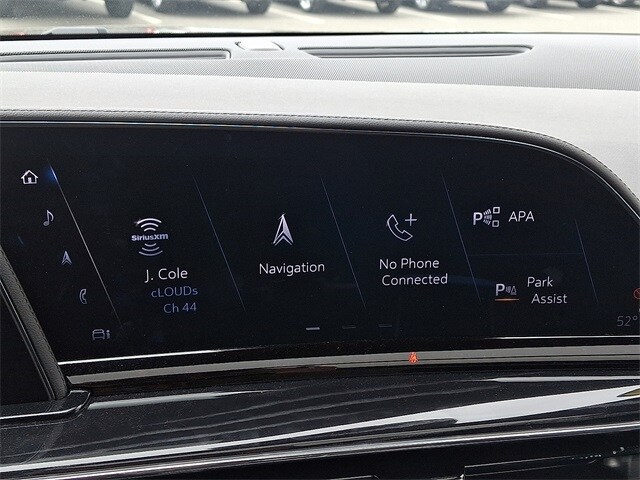 SiriusXM
J. Cole
cLOUDs
Ch 44
Navigation
No Phone
Connected
P
APA
P
Park
Assist
52°